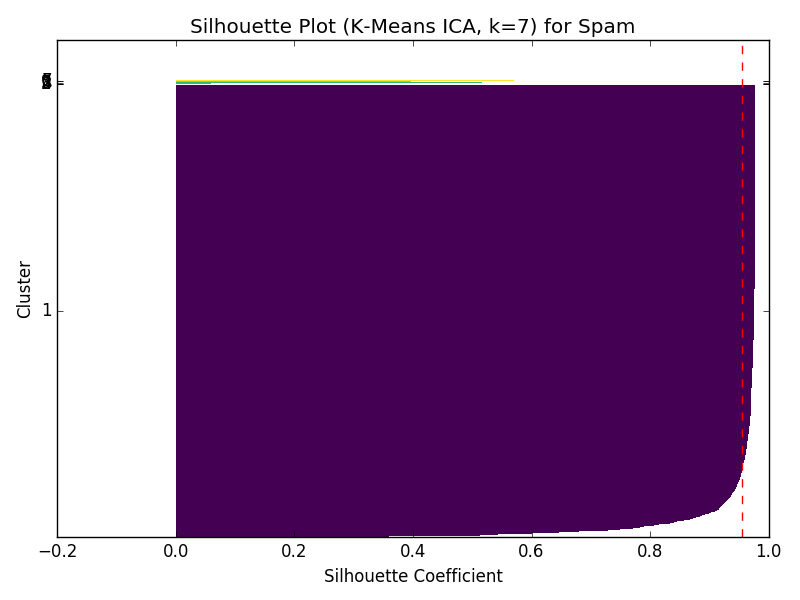 Silhouette Plot (K-Means ICA, k=7) for Spam
Cluster
1
−0.2 0.0 0.2 0.4 0.6 0.8 1.0
Silhouette Coefficient